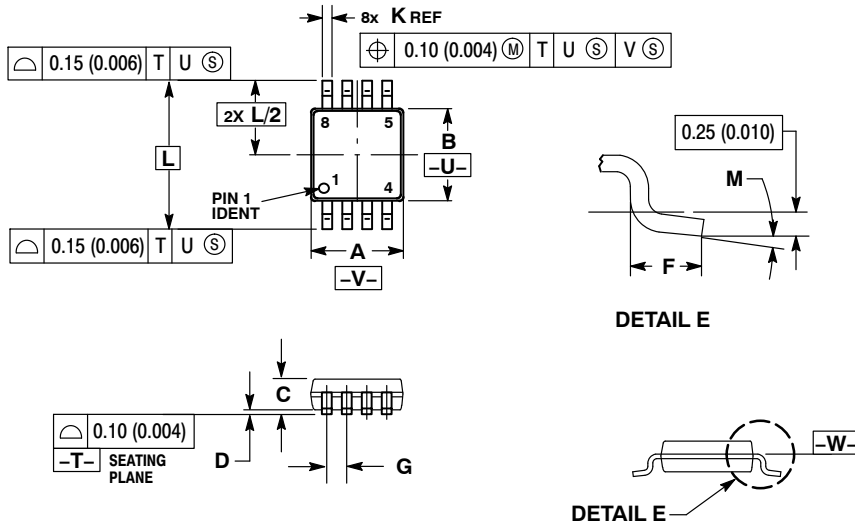 8x K REF
⌖ 0.10 (0.004) Ⓜ T U Ⓢ V Ⓢ
⌓ 0.15 (0.006) T U Ⓢ
2X L/2
8 5
B
–U–
L
PIN 1
IDENT
1 4
⌓ 0.15 (0.006) T U Ⓢ
A
–V–
0.25 (0.010)
M
F
DETAIL E
C
⌓ 0.10 (0.004)
–T– SEATING
PLANE
D
G
–W–
DETAIL E